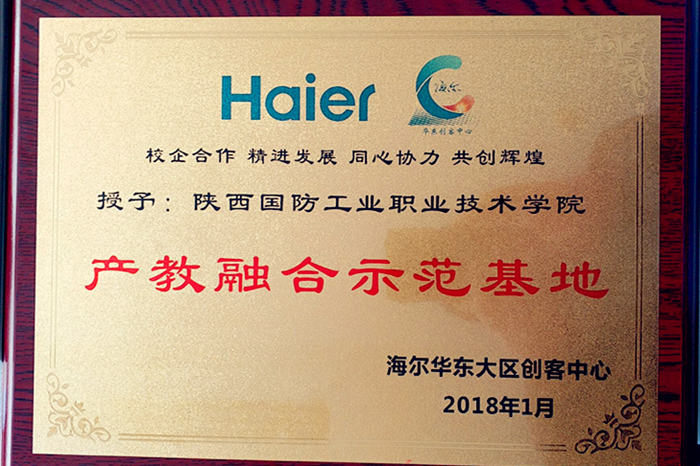 Haier 海尔
华东创客中心
校企合作 精进发展 同心协力 共创辉煌
授予：陕西国防工业职业技术学院
产教融合示范基地
海尔华东大区创客中心
2018年1月